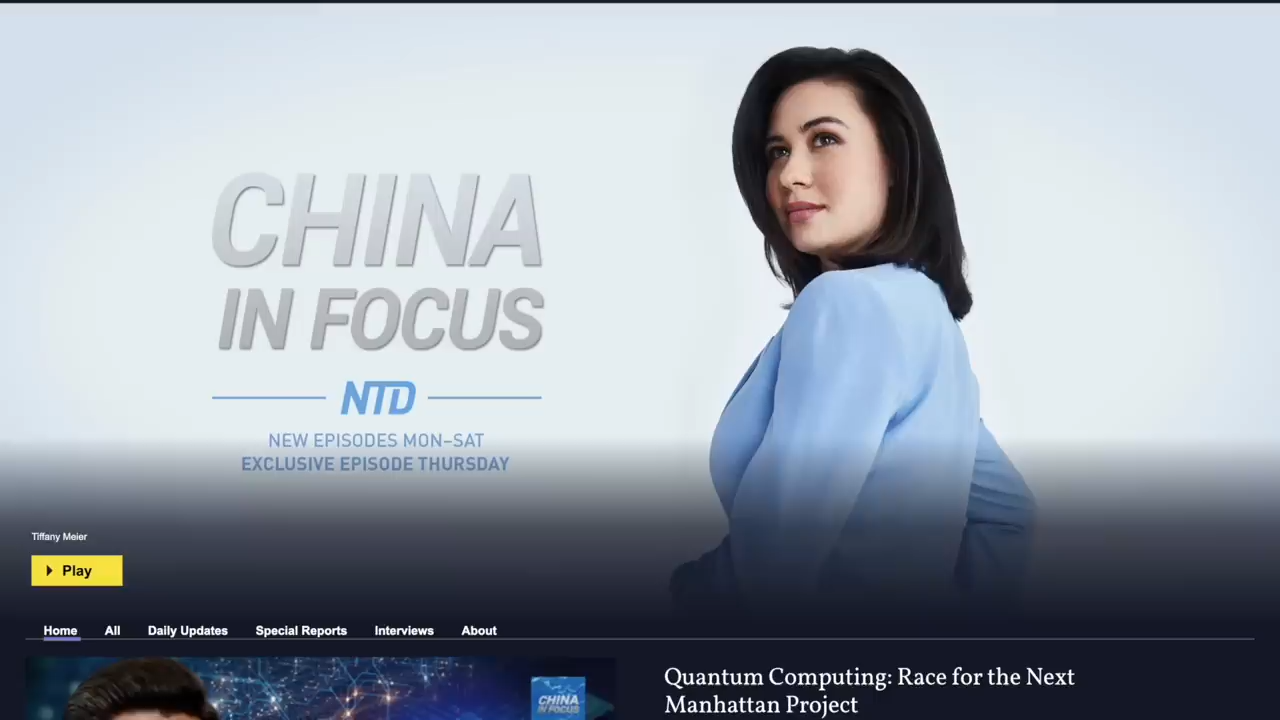 CHINA
IN FOCUS
NTD
NEW EPISODES MON–SAT
EXCLUSIVE EPISODE THURSDAY
Tiffany Meier
Play
Home All Daily Updates Special Reports Interviews About
CHINA
IN FOCUS
Quantum Computing: Race for the Next
Manhattan Project